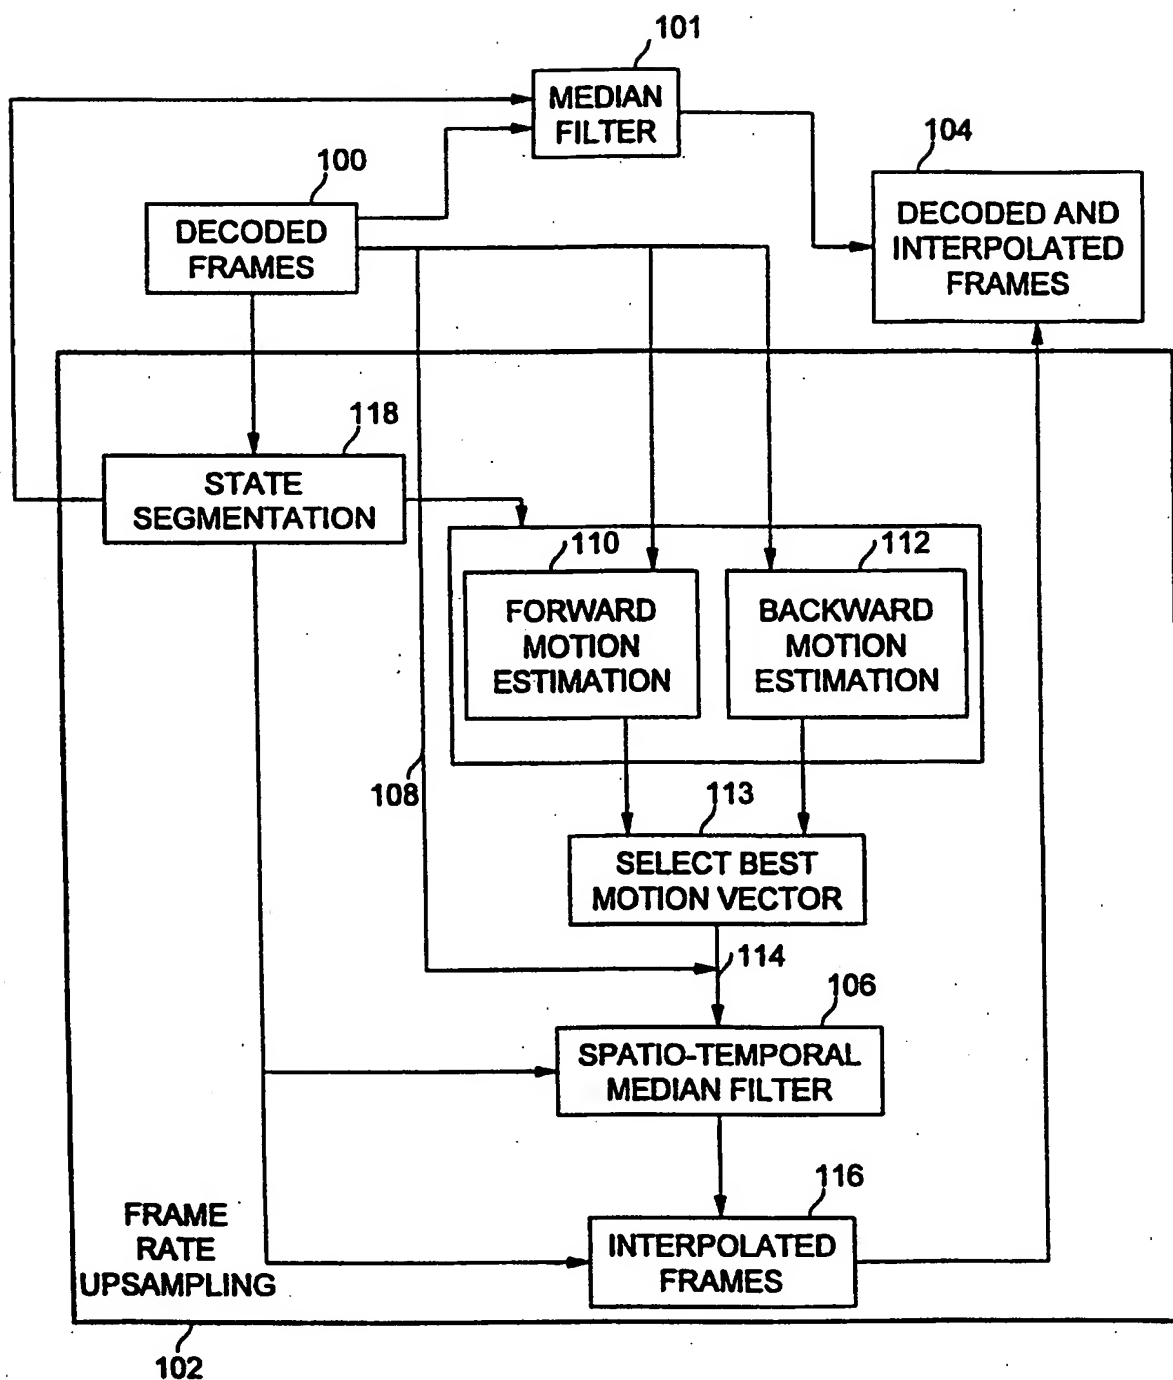 101
MEDIAN
FILTER
104
100
DECODED
FRAMES
DECODED AND
INTERPOLATED
FRAMES
118
STATE
SEGMENTATION
110
112
FORWARD
MOTION
ESTIMATION
BACKWARD
MOTION
ESTIMATION
108
113
SELECT BEST
MOTION VECTOR
114
106
SPATIO-TEMPORAL
MEDIAN FILTER
116
INTERPOLATED
FRAMES
FRAME
RATE
UPSAMPLING
102